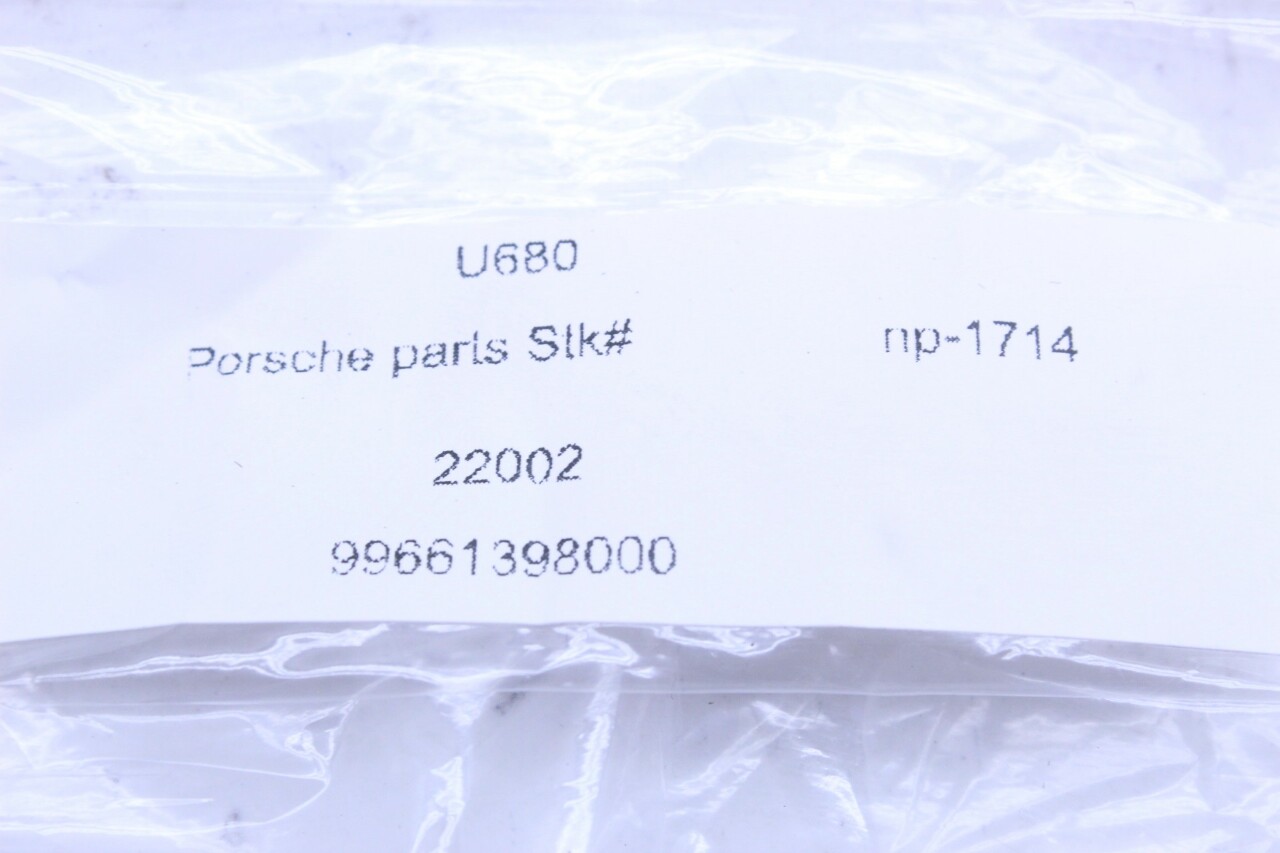 U680
Porsche parts Stk# np-1714
22002
99661398000